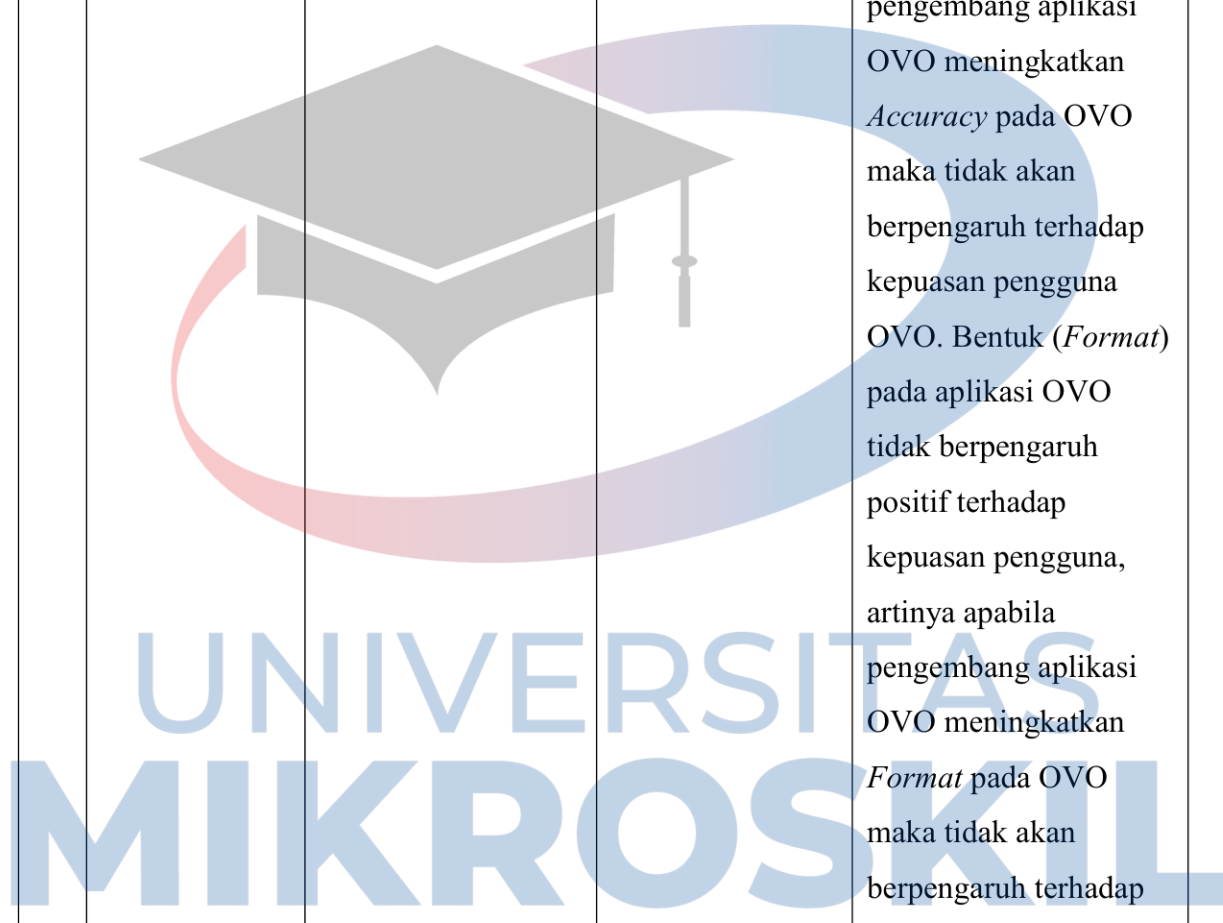 pengembang aplikasi
OVO meningkatkan
Accuracy pada OVO
maka tidak akan
berpengaruh terhadap
kepuasan pengguna
OVO. Bentuk (Format)
pada aplikasi OVO
tidak berpengaruh
positif terhadap
kepuasan pengguna,
artinya apabila
pengembang aplikasi
OVO meningkatkan
Format pada OVO
maka tidak akan
berpengaruh terhadap
UNIVERSITAS
MIKROSKIL